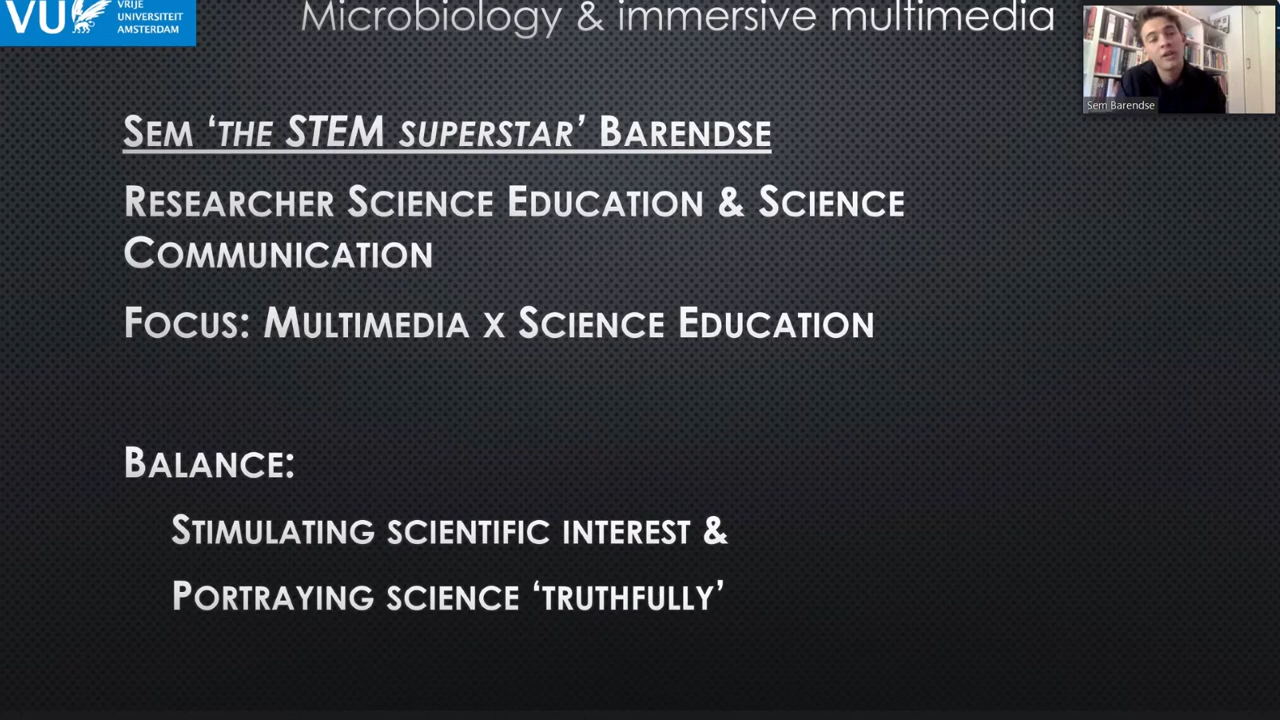 VU
VRIJE
UNIVERSITEIT
AMSTERDAM
Microbiology & immersive multimedia
Sem Barendse
SEM ‘THE STEM SUPERSTAR’ BARENDSE
RESEARCHER SCIENCE EDUCATION & SCIENCE
COMMUNICATION
FOCUS: MULTIMEDIA X SCIENCE EDUCATION
BALANCE:
STIMULATING SCIENTIFIC INTEREST &
PORTRAYING SCIENCE ‘TRUTHFULLY’